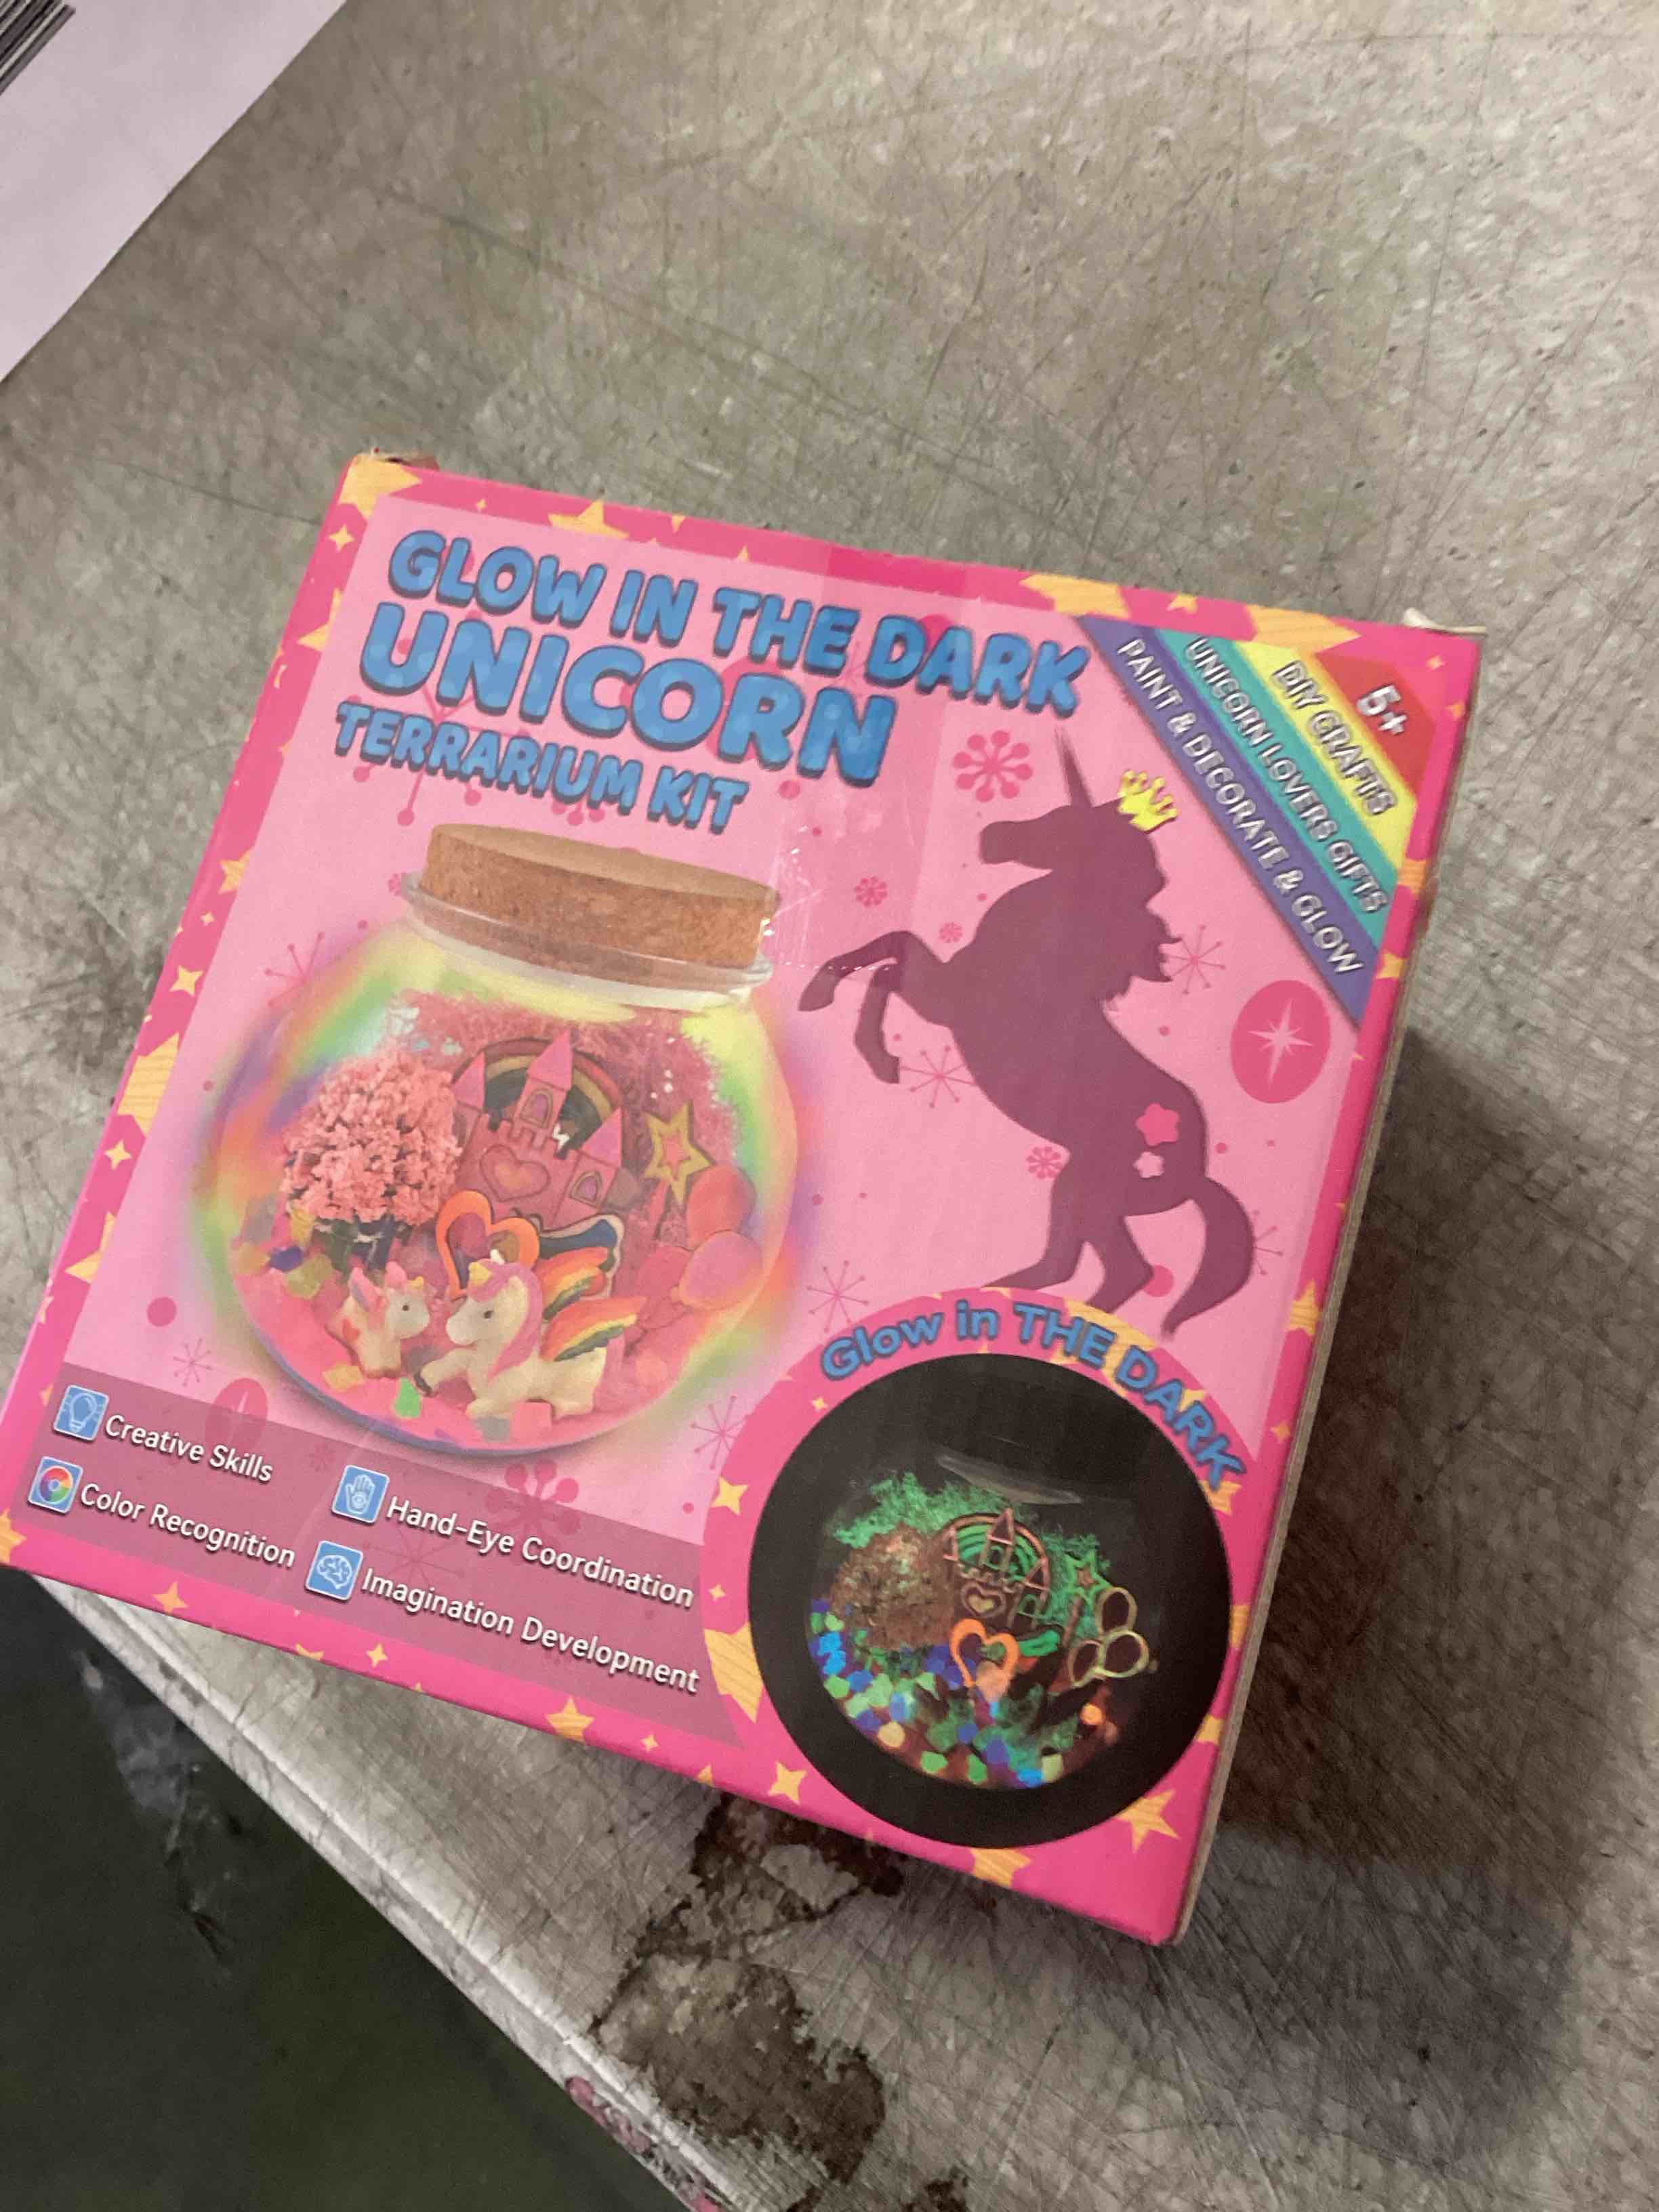 GLOW IN THE DARK
UNICORN
TERRARIUM KIT
5+
DIY CRAFTS
UNICORN LOVERS GIFTS
PAINT & DECORATE & GLOW
Glow in THE DARK
Creative Skills
Color Recognition
Hand-Eye Coordination
Imagination Development